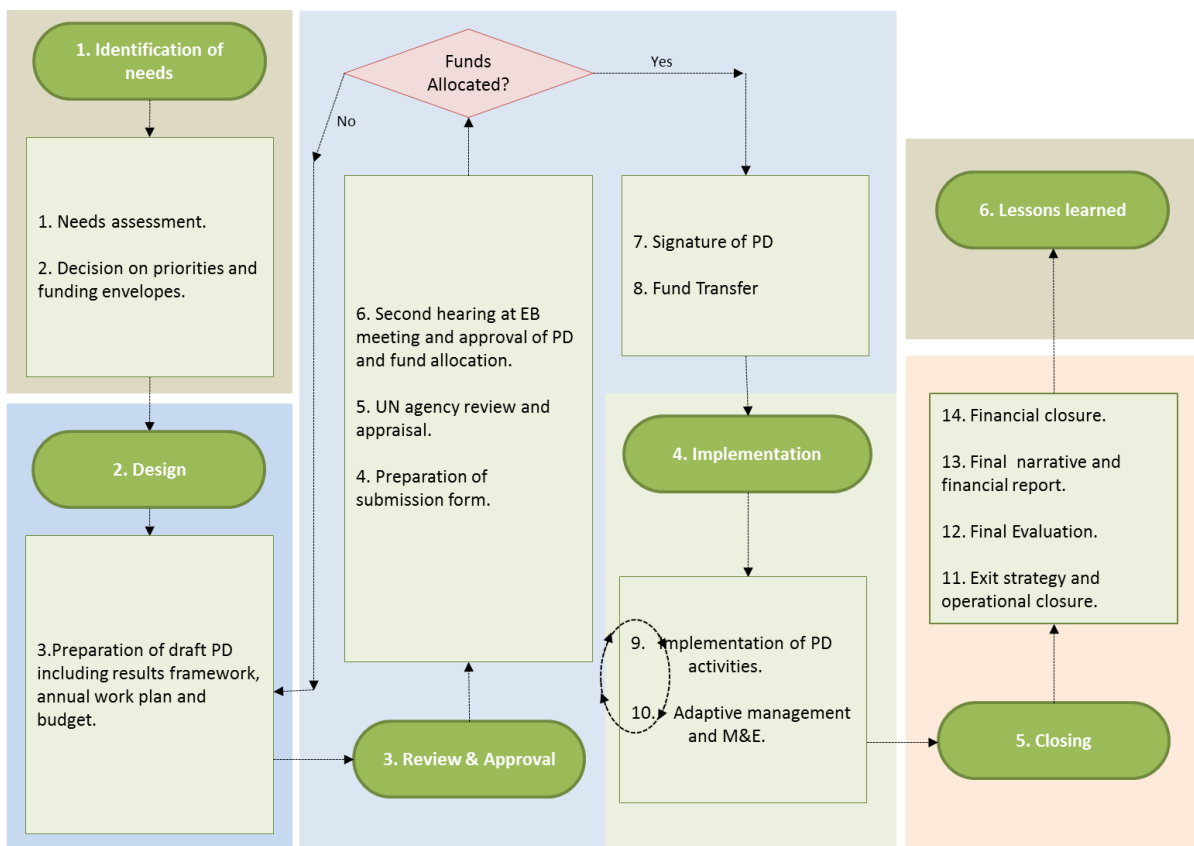 1. Identification of
needs
1. Needs assessment.
2. Decision on priorities and
funding envelopes.
2. Design
3.Preparation of draft PD
including results framework,
annual work plan and
budget.
Funds
Allocated?
Yes
No
6. Second hearing at EB
meeting and approval of PD
and fund allocation.
5. UN agency review and
appraisal.
4. Preparation of
submission form.
3. Review & Approval
7. Signature of PD
8. Fund Transfer
4. Implementation
9. Implementation of PD
activities.
10. Adaptive management
and M&E.
6. Lessons learned
14. Financial closure.
13. Final narrative and
financial report.
12. Final Evaluation.
11. Exit strategy and
operational closure.
5. Closing